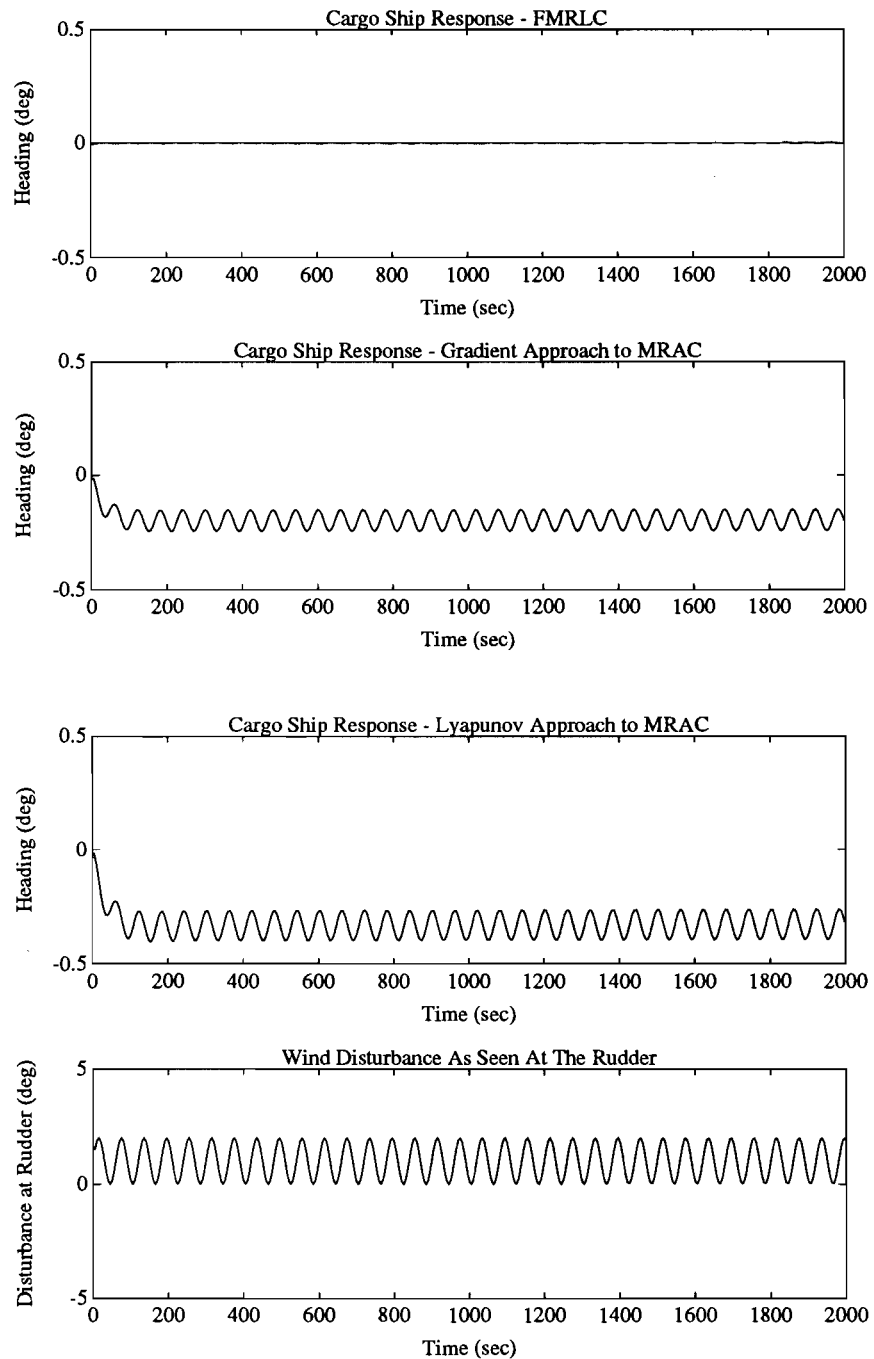 Cargo Ship Response - FMRLC
0.5
Heading (deg)
0
-0.5
0 200 400 600 800 1000 1200 1400 1600 1800 2000
Time (sec)
Cargo Ship Response - Gradient Approach to MRAC
0.5
Heading (deg)
0
-0.5
0 200 400 600 800 1000 1200 1400 1600 1800 2000
Time (sec)
Cargo Ship Response - Lyapunov Approach to MRAC
0.5
Heading (deg)
0
-0.5
0 200 400 600 800 1000 1200 1400 1600 1800 2000
Time (sec)
Wind Disturbance As Seen At The Rudder
5
Disturbance at Rudder (deg)
0
-5
0 200 400 600 800 1000 1200 1400 1600 1800 2000
Time (sec)